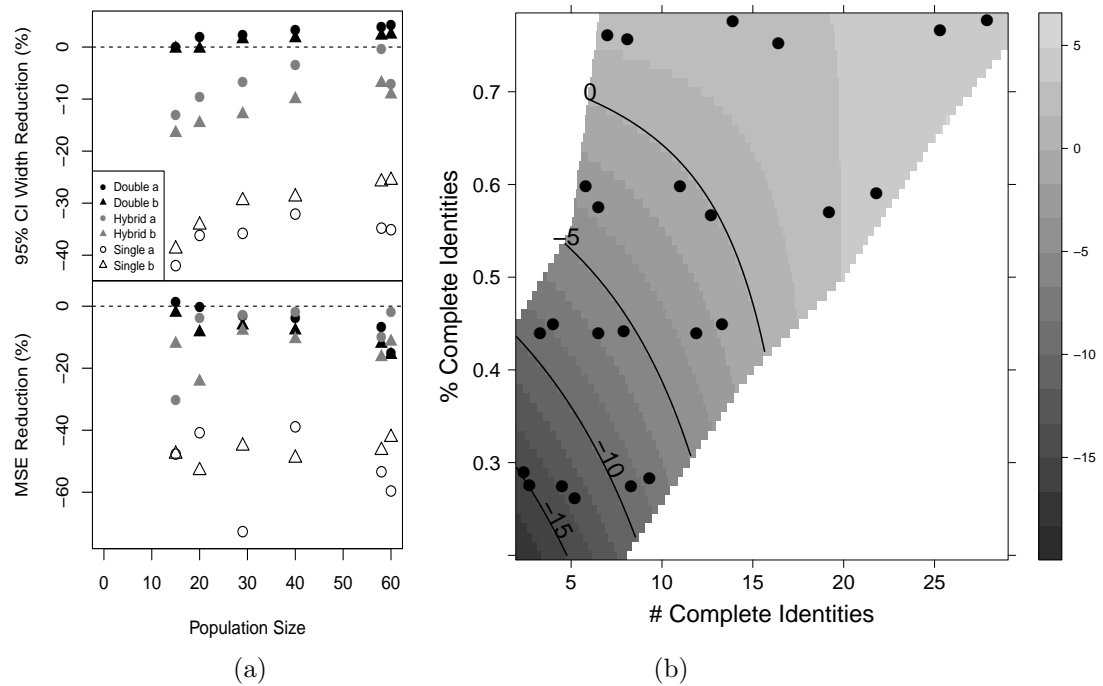 95% CI Width Reduction (%)
0
−10
−20
−30
−40
Double a
Double b
Hybrid a
Hybrid b
Single a
Single b
MSE Reduction (%)
0
−20
−40
−60
0 10 20 30 40 50 60
Population Size
(a)
% Complete Identities
0.7
0.6
0.5
0.4
0.3
0
−5
−10
−15
5 10 15 20 25
# Complete Identities
5
0
−5
−10
−15
(b)